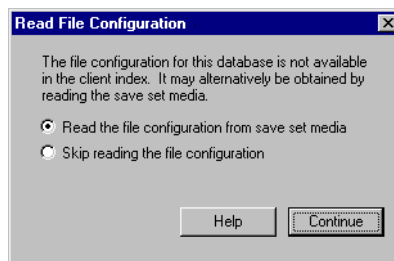 Read File Configuration
The file configuration for this database is not available
in the client index.  It may alternatively be obtained by
reading the save set media.
Read the file configuration from save set media
Skip reading the file configuration
Help
Continue